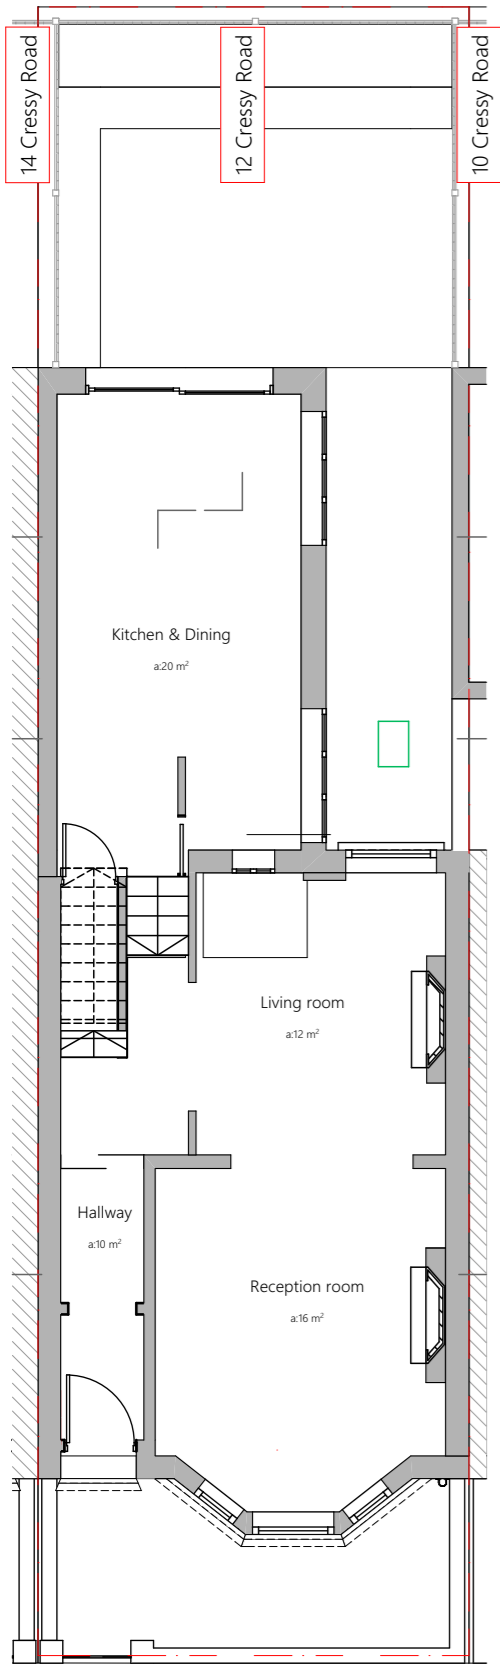 14 Cressy Road
12 Cressy Road
10 Cressy Road
Kitchen & Dining
a:20 m²
Living room
a:12 m²
Hallway
a:10 m²
Reception room
a:16 m²